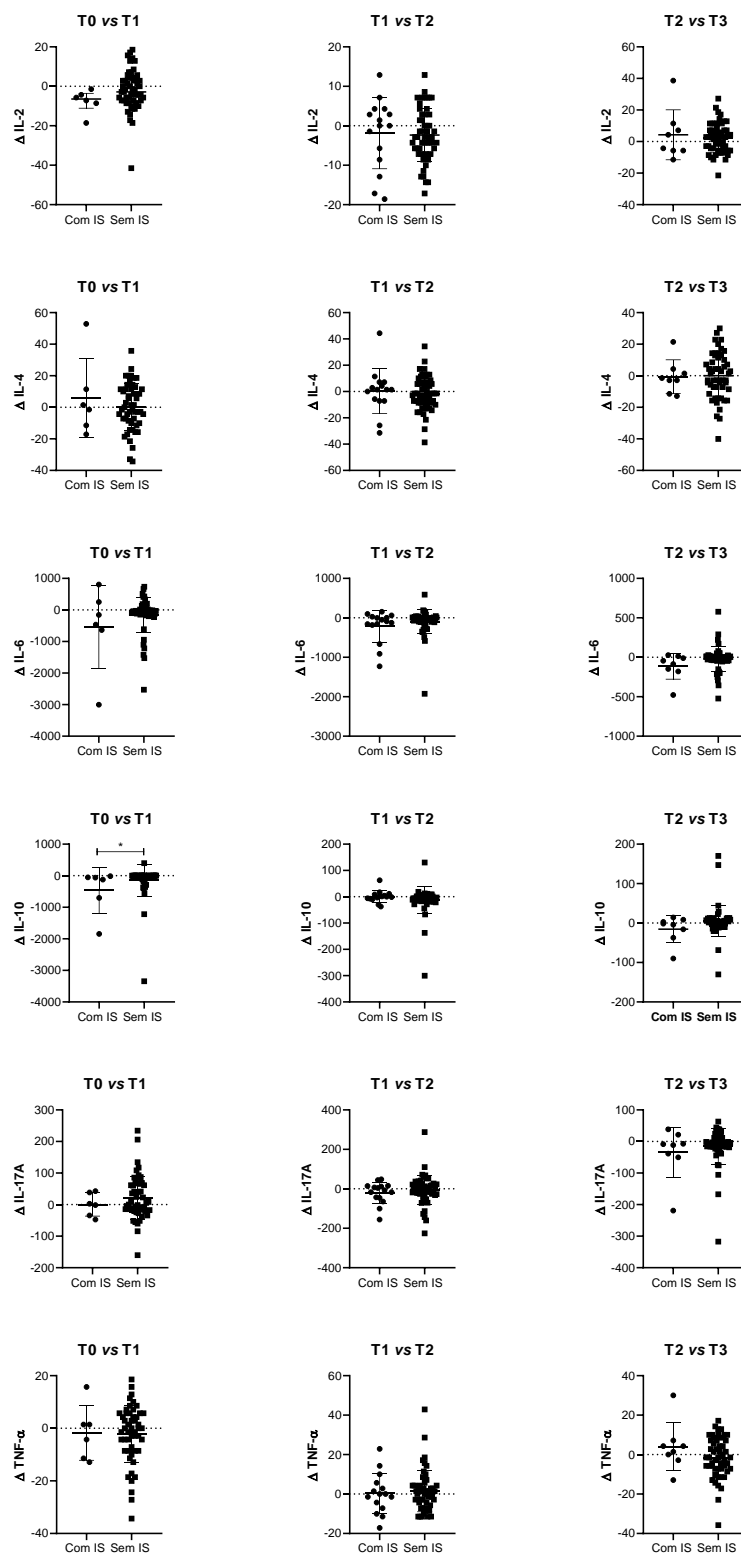 T0 vs T1
T1 vs T2
T2 vs T3
Δ IL-2
20
0
-20
-40
-60
Com IS Sem IS
Δ IL-2
20
10
0
-10
-20
Com IS Sem IS
Δ IL-2
60
40
20
0
-20
-40
Com IS Sem IS
T0 vs T1
T1 vs T2
T2 vs T3
Δ IL-4
60
40
20
0
-20
-40
Com IS Sem IS
Δ IL-4
60
40
20
0
-20
-40
-60
Com IS Sem IS
Δ IL-4
40
20
0
-20
-40
-60
Com IS Sem IS
T0 vs T1
T1 vs T2
T2 vs T3
Δ IL-6
1000
0
-1000
-2000
-3000
-4000
Com IS Sem IS
Δ IL-6
1000
0
-1000
-2000
-3000
Com IS Sem IS
Δ IL-6
1000
500
0
-500
-1000
Com IS Sem IS
T0 vs T1
T1 vs T2
T2 vs T3
Δ IL-10
1000
0
-1000
-2000
-3000
-4000
*
Com IS Sem IS
Δ IL-10
200
100
0
-100
-200
-300
-400
Com IS Sem IS
Δ IL-10
200
100
0
-100
-200
Com IS Sem IS
T0 vs T1
T1 vs T2
T2 vs T3
Δ IL-17A
300
200
100
0
-100
-200
Com IS Sem IS
Δ IL-17A
400
200
0
-200
-400
Com IS Sem IS
Δ IL-17A
100
0
-100
-200
-300
-400
Com IS Sem IS
T0 vs T1
T1 vs T2
T2 vs T3
Δ TNF-α
20
0
-20
-40
Com IS Sem IS
Δ TNF-α
60
40
20
0
-20
Com IS Sem IS
Δ TNF-α
40
20
0
-20
-40
Com IS Sem IS